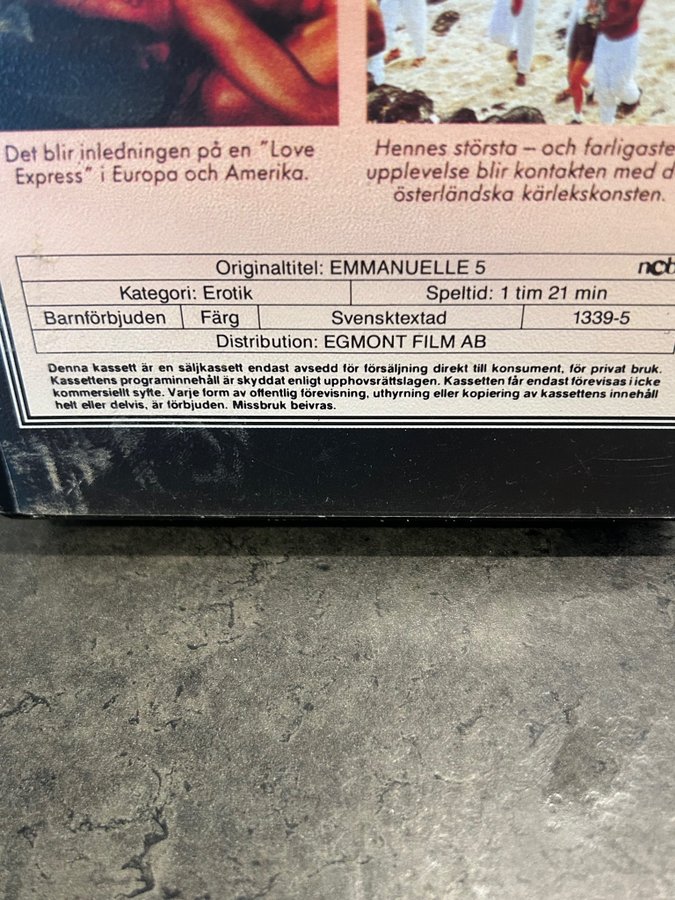 Det blir inledningen på en "Love
Express" i Europa och Amerika.
Hennes största – och farligaste
upplevelse blir kontakten med d
österländska kärlekskonsten.
Originaltitel: EMMANUELLE 5
ncb
Kategori: Erotik
Speltid: 1 tim 21 min
Barnförbjuden
Färg
Svensktextad
1339-5
Distribution: EGMONT FILM AB
Denna kassett är en säljkassett endast avsedd för försäljning direkt till konsument, för privat bruk.
Kassettens programinnehåll är skyddat enligt upphovsrättslagen. Kassetten får endast förevisas i icke
kommersiellt syfte. Varje form av offentlig förevisning, uthyrning eller kopiering av kassettens innehåll
helt eller delvis, är förbjuden. Missbruk beivras.